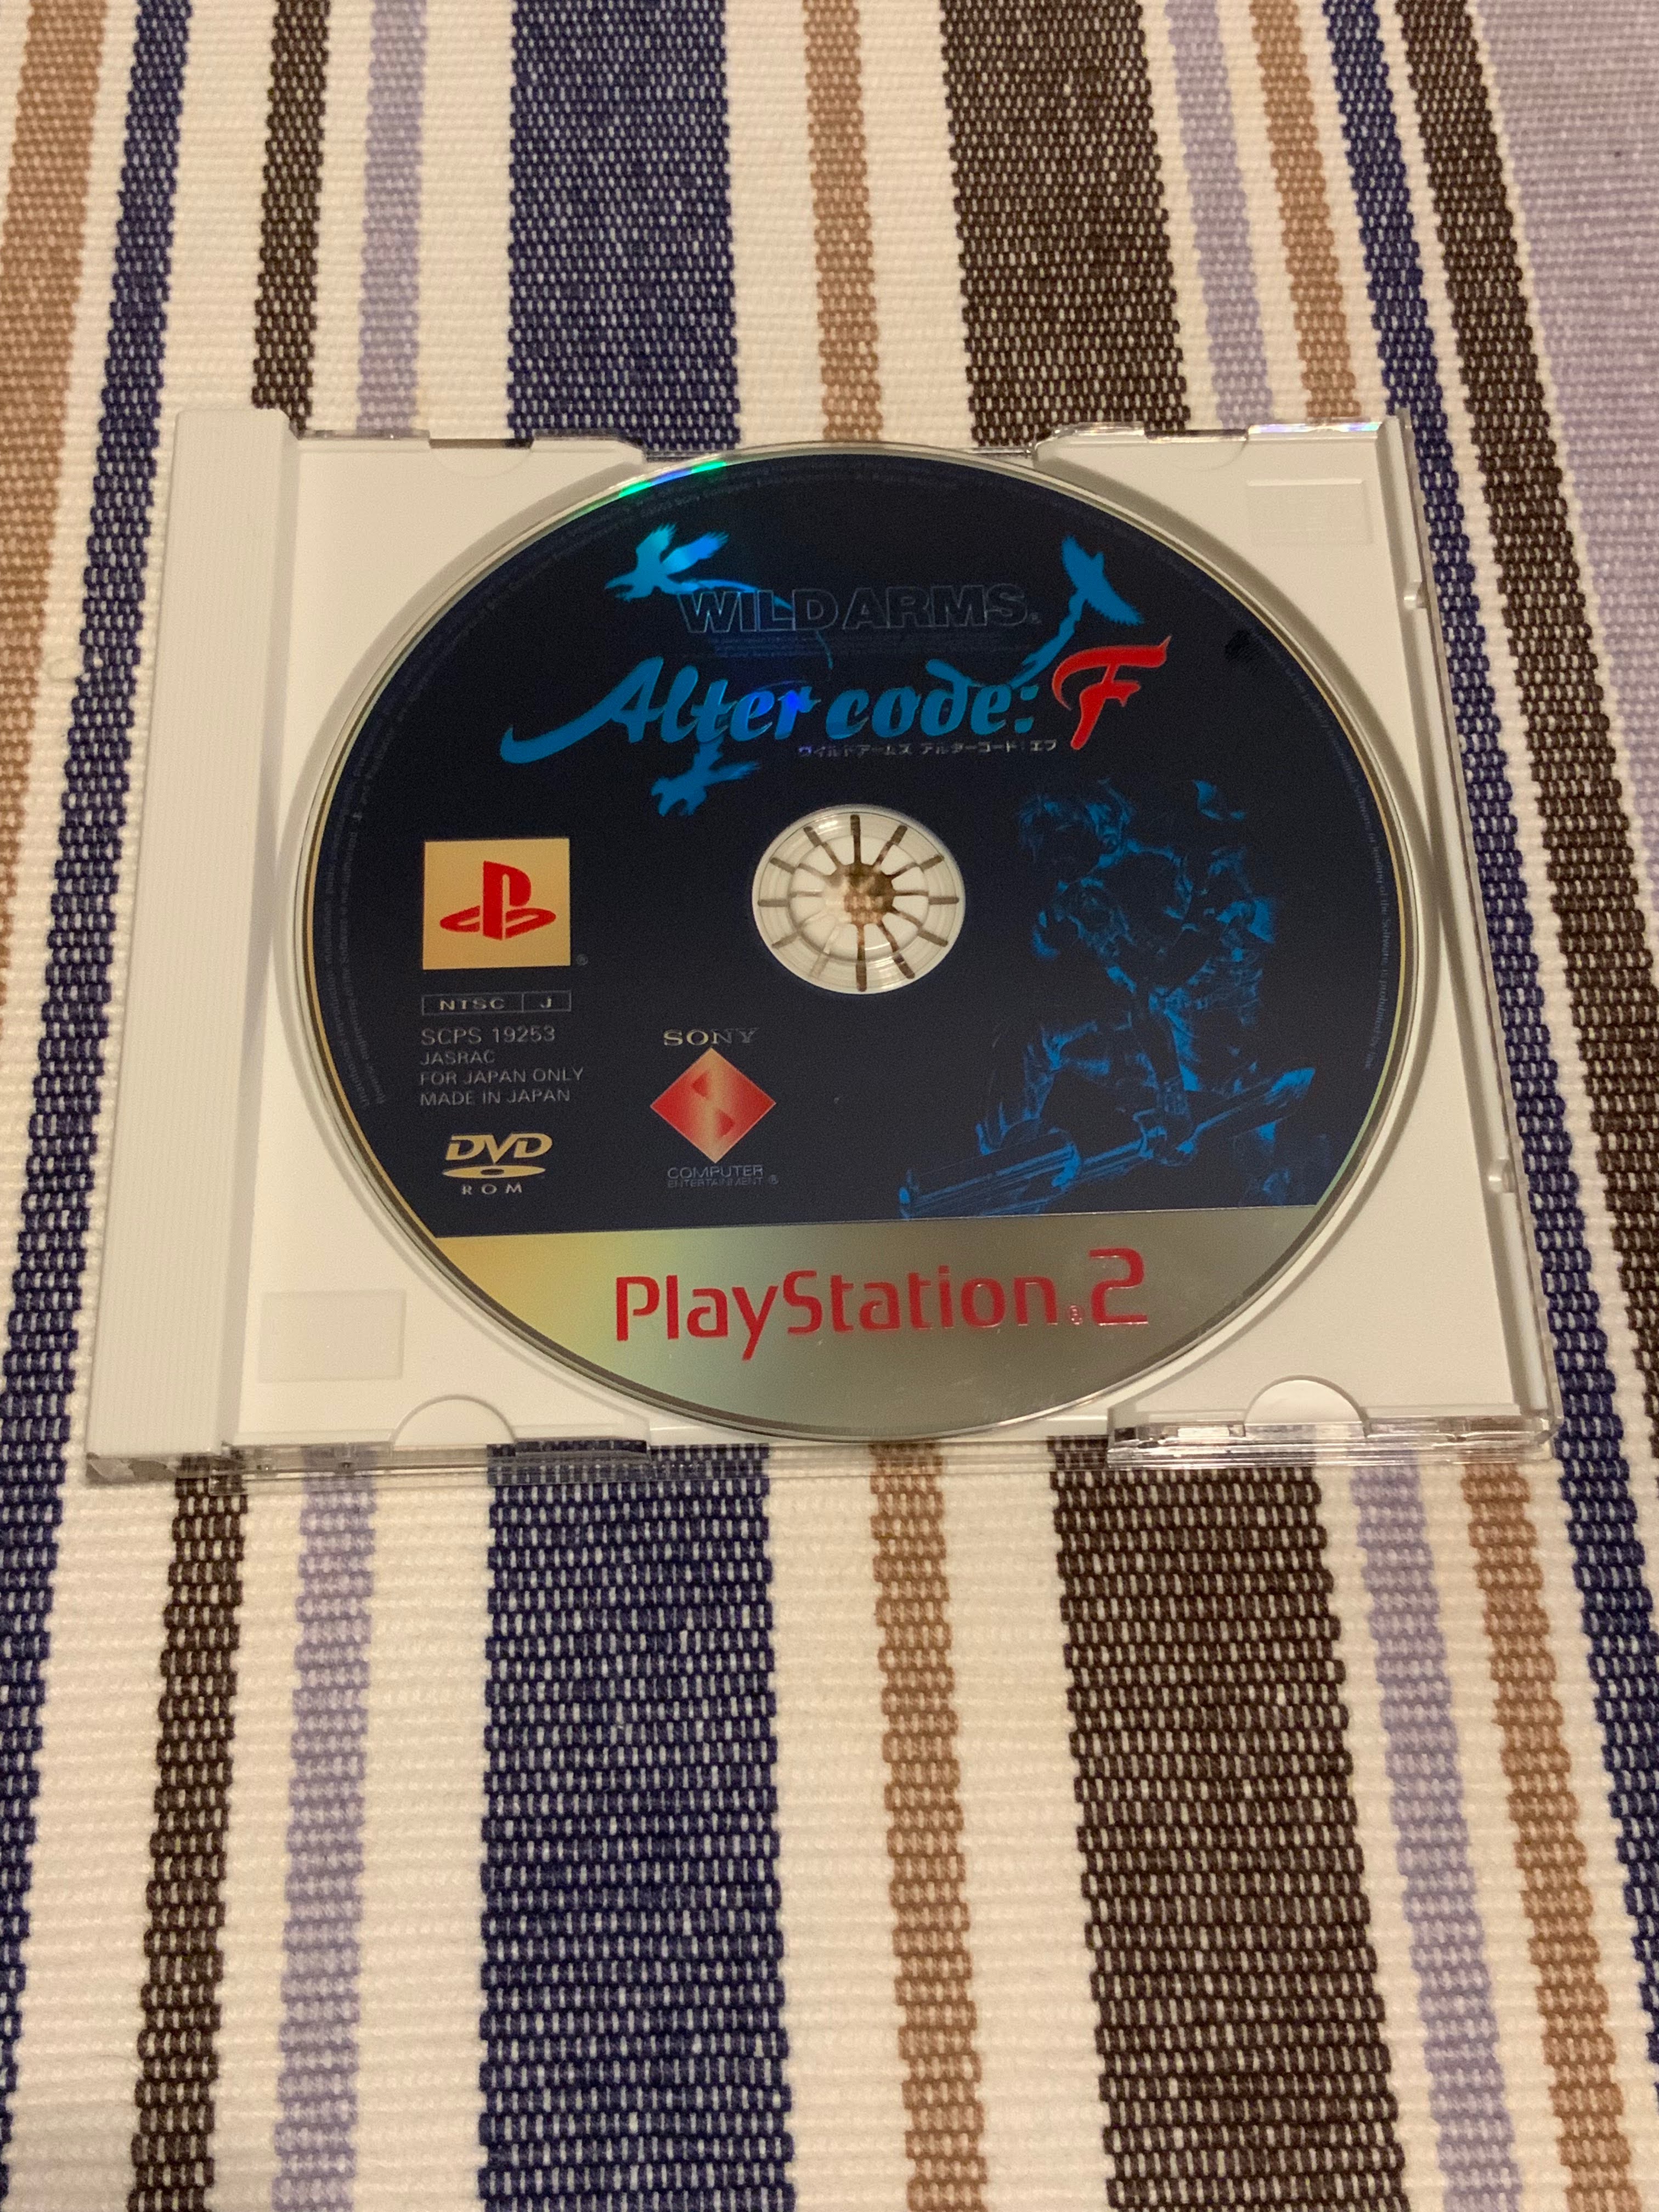 WILD ARMS®
Alter code: F
ワイルドアームズ アルターコード:エフ
®
NTSC J
SCPS 19253
JASRAC
FOR JAPAN ONLY
MADE IN JAPAN
DVD
ROM
SONY
COMPUTER
ENTERTAINMENT ®
PlayStation®2